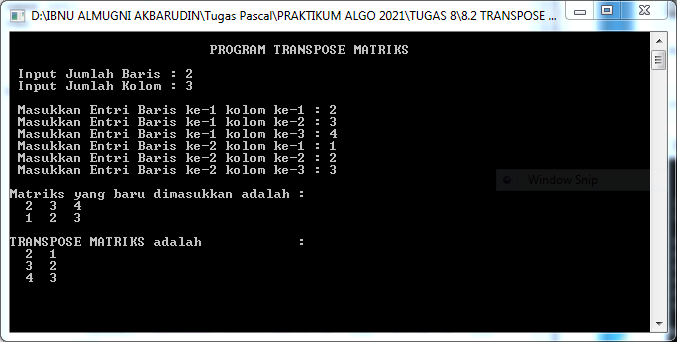 D:\IBNU ALMUGNI AKBARUDIN\Tugas Pascal\PRAKTIKUM ALGO 2021\TUGAS 8\8.2 TRANSPOSE ...
PROGRAM TRANSPOSE MATRIKS
Input Jumlah Baris : 2
Input Jumlah Kolom : 3
Masukkan Entri Baris ke-1 kolom ke-1 : 2
Masukkan Entri Baris ke-1 kolom ke-2 : 3
Masukkan Entri Baris ke-1 kolom ke-3 : 4
Masukkan Entri Baris ke-2 kolom ke-1 : 1
Masukkan Entri Baris ke-2 kolom ke-2 : 2
Masukkan Entri Baris ke-2 kolom ke-3 : 3
Window Snip
Matriks yang baru dimasukkan adalah :
2 3 4
1 2 3
TRANSPOSE MATRIKS adalah :
2 1
3 2
4 3